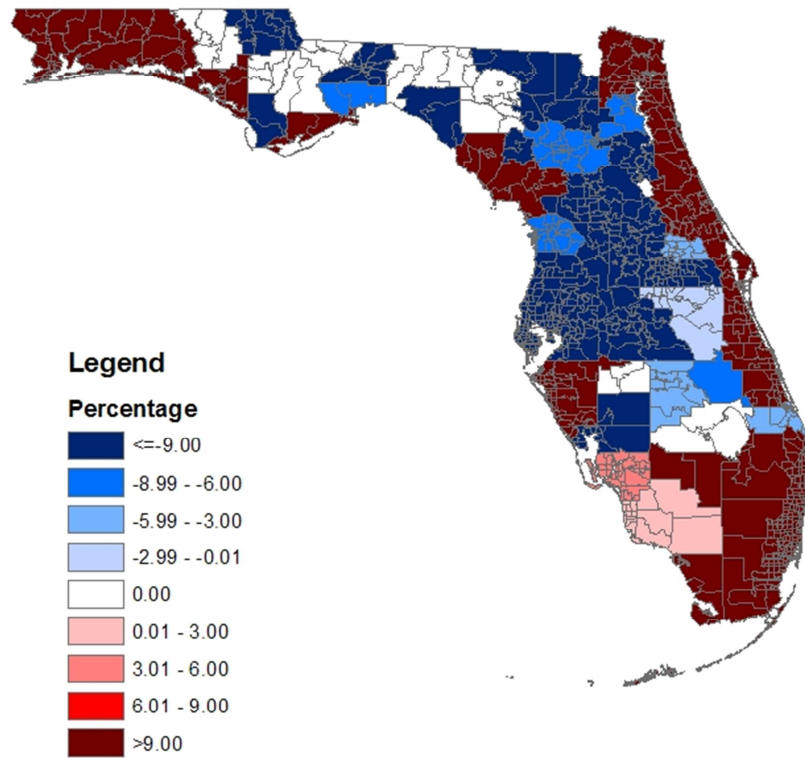 Legend
Percentage
<=-9.00
-8.99 - -6.00
-5.99 - -3.00
-2.99 - -0.01
0.00
0.01 - 3.00
3.01 - 6.00
6.01 - 9.00
>9.00